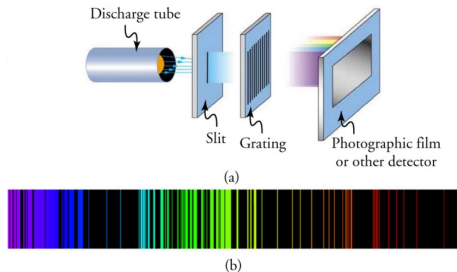 Discharge tube
Slit
Grating
Photographic film
or other detector
(a)
(b)